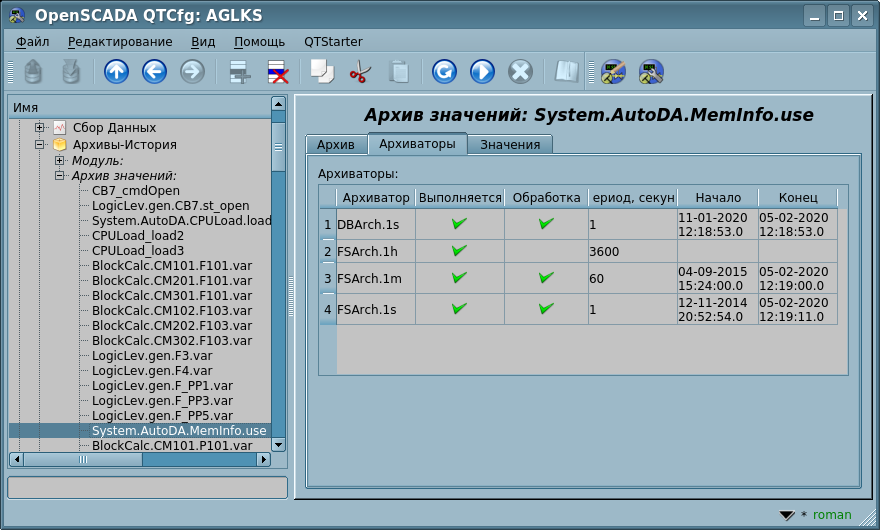 OpenSCADA QTCfg: AGLKS
Файл Редактирование Вид Помощь QTStarter
Имя
Сбор Данных
Архивы-История
Модуль:
Архив значений:
CB7_cmdOpen
LogicLev.gen.CB7.st_open
System.AutoDA.CPULoad.load
CPULoad_load2
CPULoad_load3
BlockCalc.CM101.F101.var
BlockCalc.CM201.F101.var
BlockCalc.CM301.F101.var
BlockCalc.CM102.F103.var
BlockCalc.CM202.F103.var
BlockCalc.CM302.F103.var
LogicLev.gen.F3.var
LogicLev.gen.F4.var
LogicLev.gen.F_PP1.var
LogicLev.gen.F_PP3.var
LogicLev.gen.F_PP5.var
System.AutoDA.MemInfo.use
BlockCalc.CM101.P101.var
Архив значений: System.AutoDA.MemInfo.use
Архив Архиваторы Значения
Архиваторы:
Архиватор Выполняется Обработка ериод, секун Начало Конец
1 DBArch.1s 1 11-01-2020 05-02-2020
12:18:53.0 12:18:53.0
2 FSArch.1h 3600
3 FSArch.1m 60 04-09-2015 05-02-2020
15:24:00.0 12:19:00.0
4 FSArch.1s 1 12-11-2014 05-02-2020
20:52:54.0 12:19:11.0
* roman